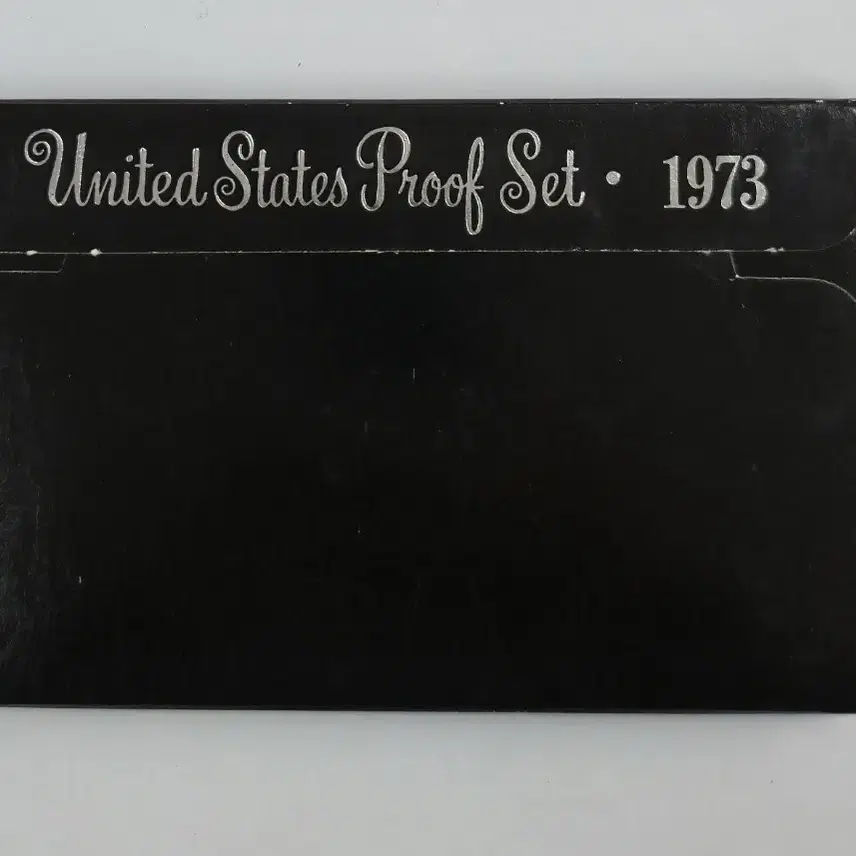 United States Proof Set • 1973